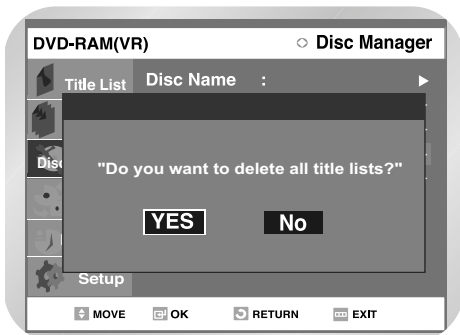 DVD-RAM(VR) Disc Manager
Title List Disc Name :
"Do you want to delete all title lists?"
YES No
Setup
MOVE OK RETURN EXIT